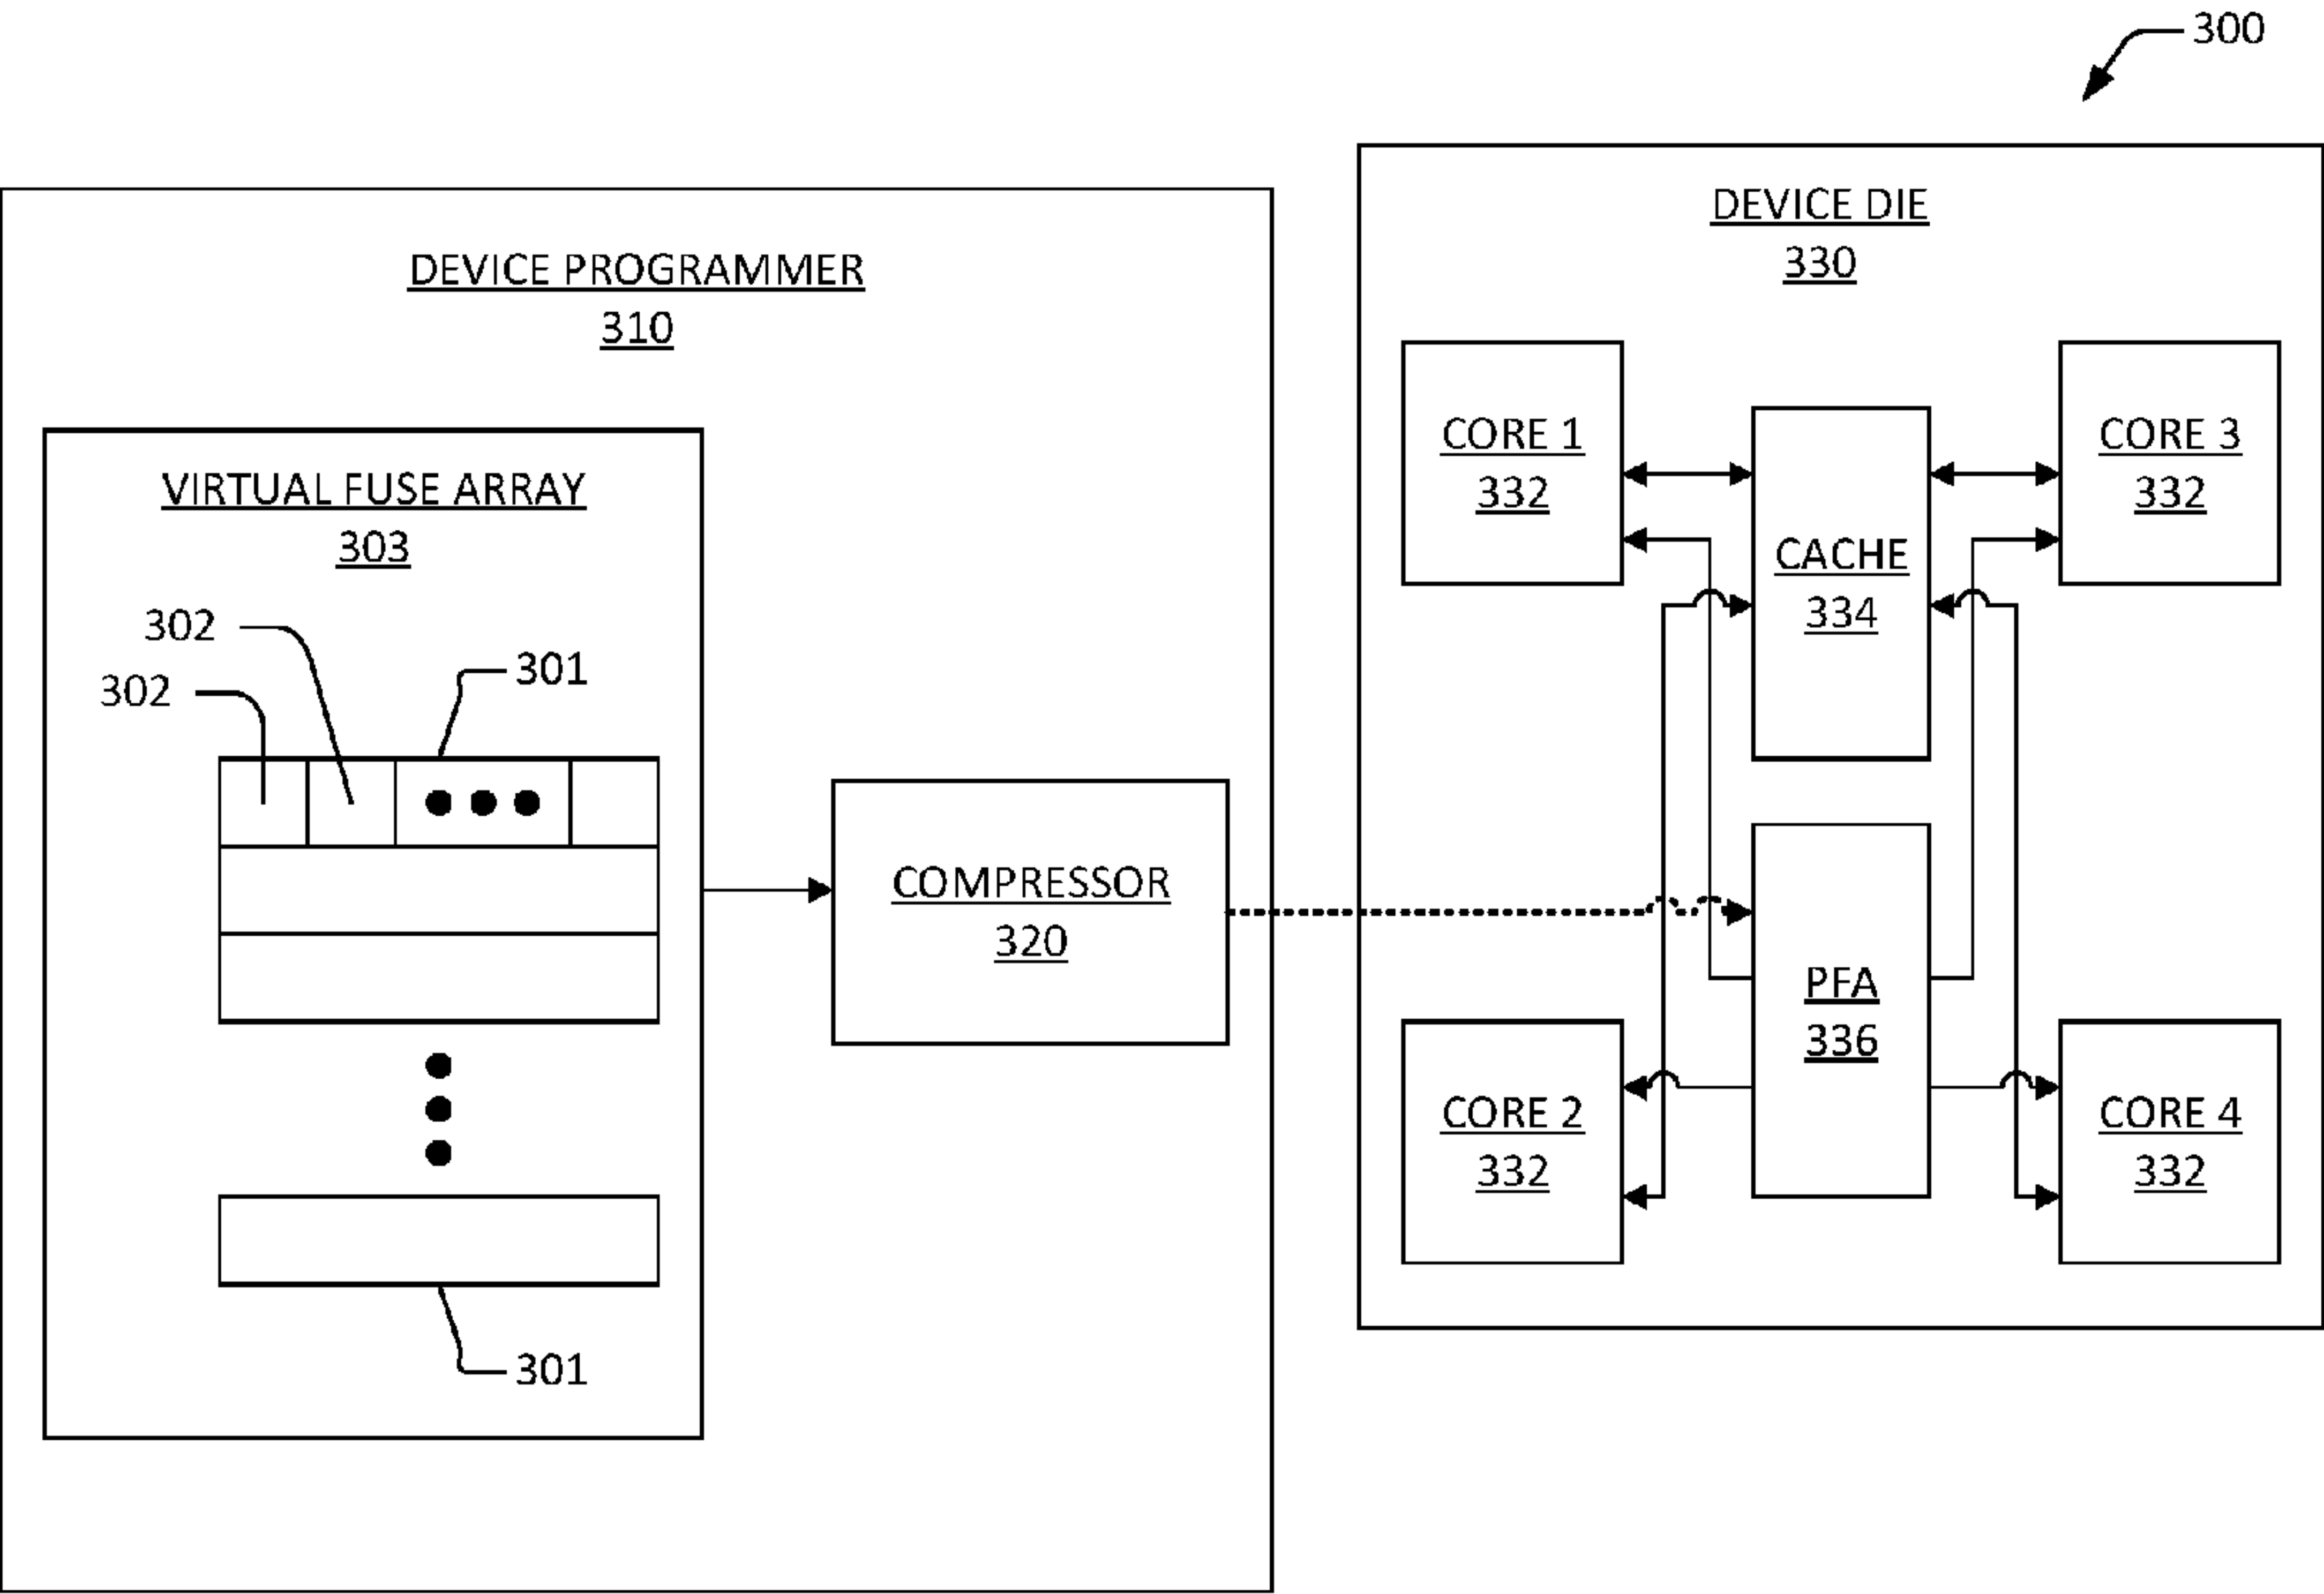 300
DEVICE PROGRAMMER
310
VIRTUAL FUSE ARRAY
303
302
302
301
301
COMPRESSOR
320
DEVICE DIE
330
CORE 1
332
CACHE
334
CORE 3
332
PFA
336
CORE 2
332
CORE 4
332